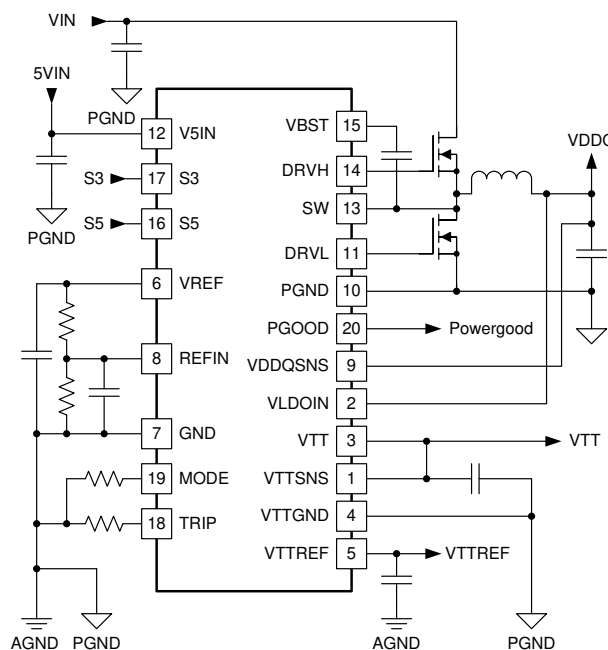 VIN
5VIN
PGND
12 V5IN
VBST 15
VDDQ
S3 17 S3
DRVH 14
S5 16 S5
SW 13
PGND
DRVL 11
6 VREF
PGND 10
PGOOD 20 Powergood
8 REFIN
VDDQSNS 9
VLDOIN 2
7 GND
VTT 3 VTT
19 MODE
VTTSNS 1
18 TRIP
VTTGND 4
VTTREF 5 VTTREF
AGND PGND
AGND
PGND